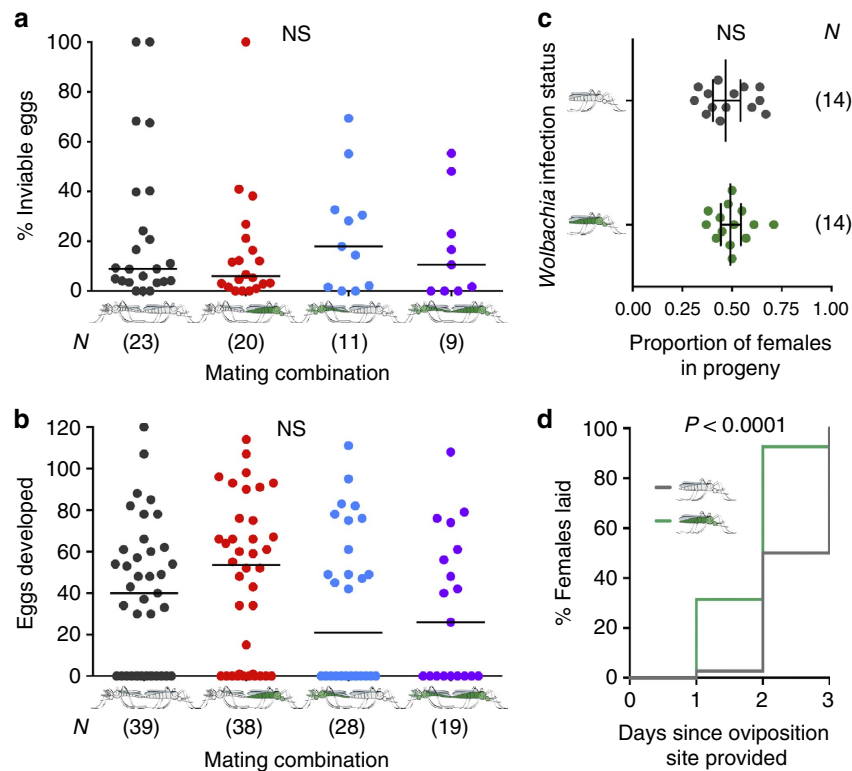 a
NS
% Inviable eggs
100
80
60
40
20
0
N (23) (20) (11) (9)
Mating combination
b
NS
Eggs developed
120
100
80
60
40
20
0
N (39) (38) (28) (19)
Mating combination
c
NS N
Wolbachia infection status
(14)
(14)
0.00 0.25 0.50 0.75 1.00
Proportion of females
in progeny
d
P < 0.0001
% Females laid
100
80
60
40
20
0
0 1 2 3
Days since oviposition
site provided